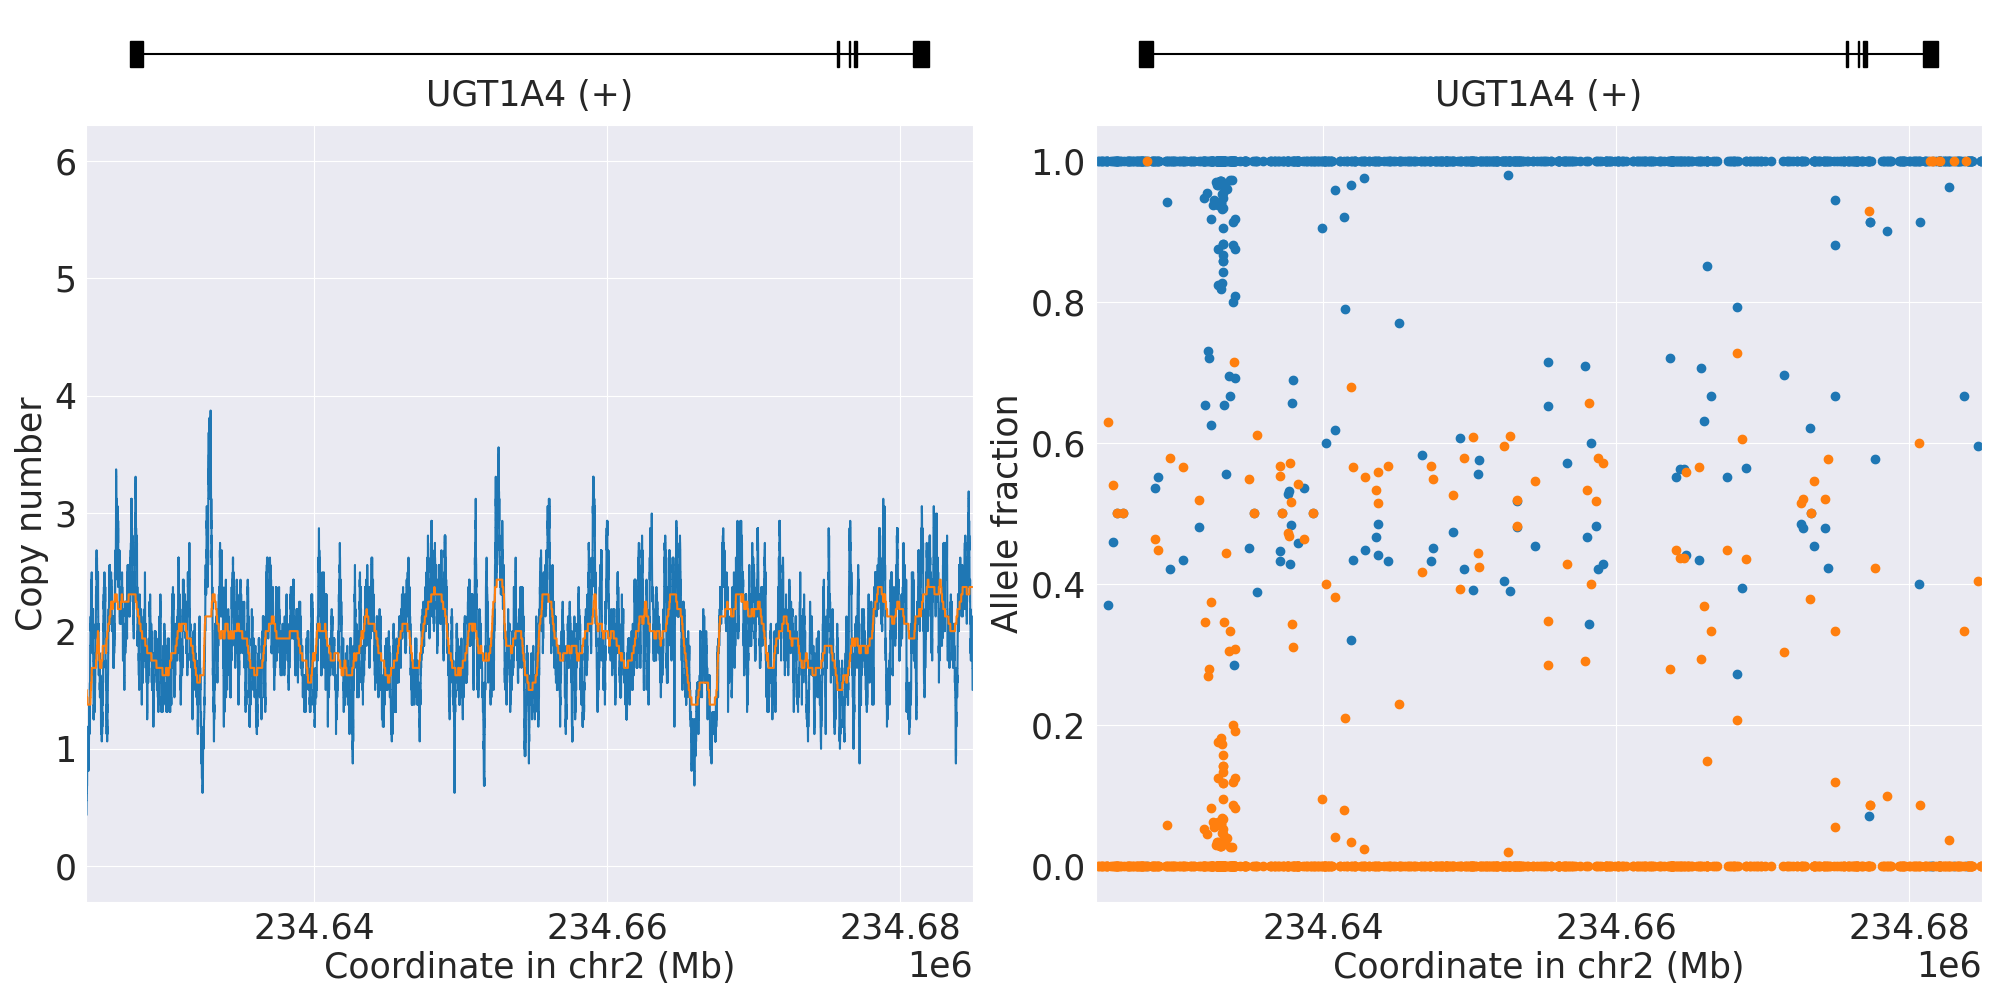 UGT1A4 (+)
6
5
4
3
2
1
0
Copy number
234.64 234.66 234.68
1e6
Coordinate in chr2 (Mb)
UGT1A4 (+)
1.0
0.8
0.6
0.4
0.2
0.0
Allele fraction
234.64 234.66 234.68
1e6
Coordinate in chr2 (Mb)